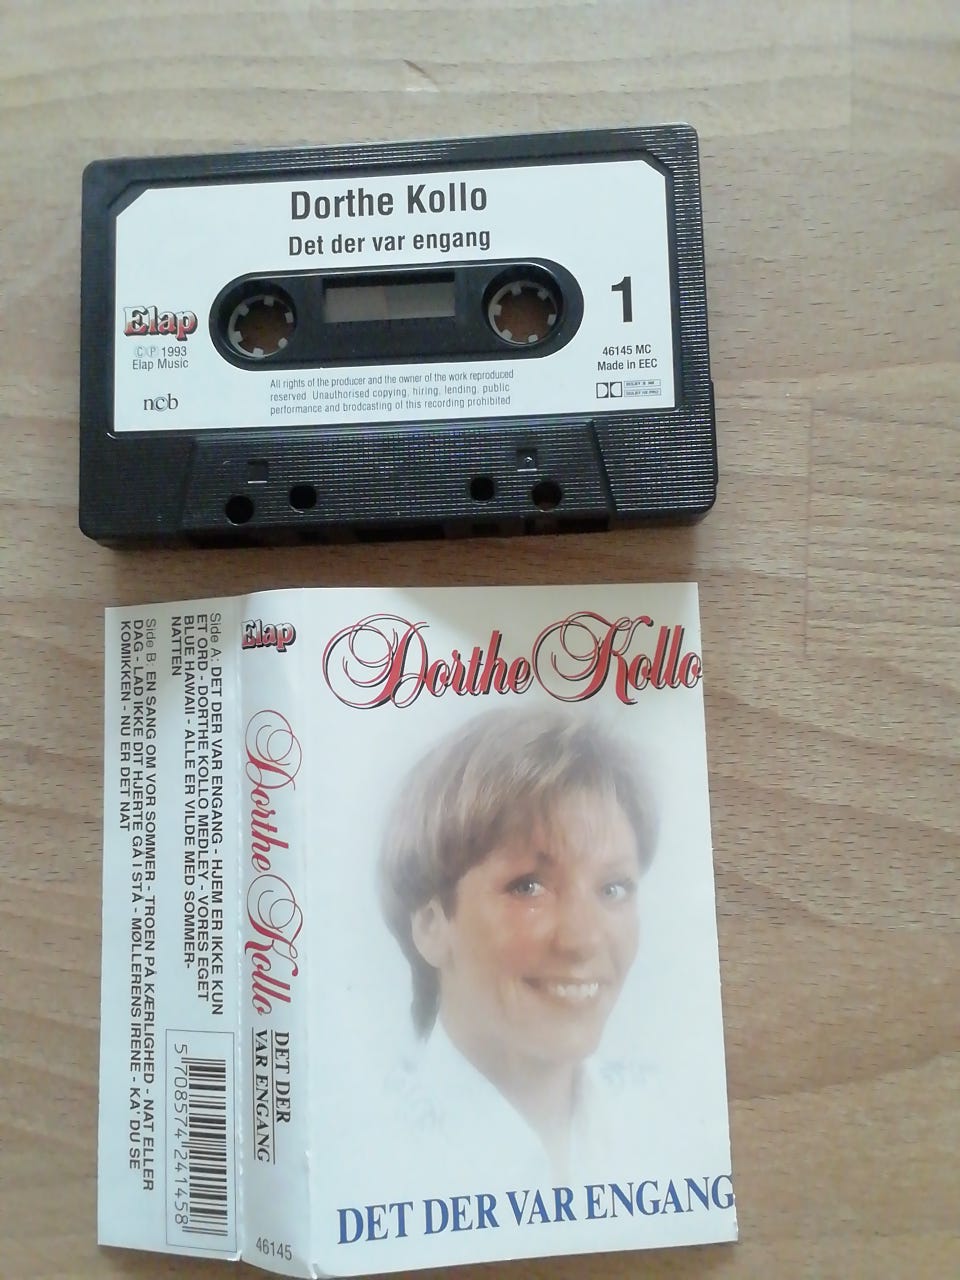 Dorthe Kollo
Det der var engang
Elap
© ℗ 1993
Elap Music
ncb
1
46145 MC
Made in EEC
DOLBY B NR
DOLBY HX PRO
All rights of the producer and the owner of the work reproduced
reserved Unauthorised copying, hiring, lending, public
performance and brodcasting of this recording prohibited
Dorthe Kollo
DET DER VAR ENGANG
Elap
Dorthe Kollo
DET DER
VAR ENGANG
46145
Side A: DET DER VAR ENGANG - HJEM ER IKKE KUN
ET ORD - DORTHE KOLLO MEDLEY - VORES EGET
BLUE HAWAII - ALLE ER VILDE MED SOMMER-
NATTEN
Side B: EN SANG OM VOR SOMMER - TROEN PÅ KÆRLIGHED - NAT ELLER
DAG - LAD IKKE DIT HJERTE GÅ I STÅ - MØLLERENS IRENE - KA' DU SE
KOMIKKEN - NU ER DET NAT
5 708574 241458